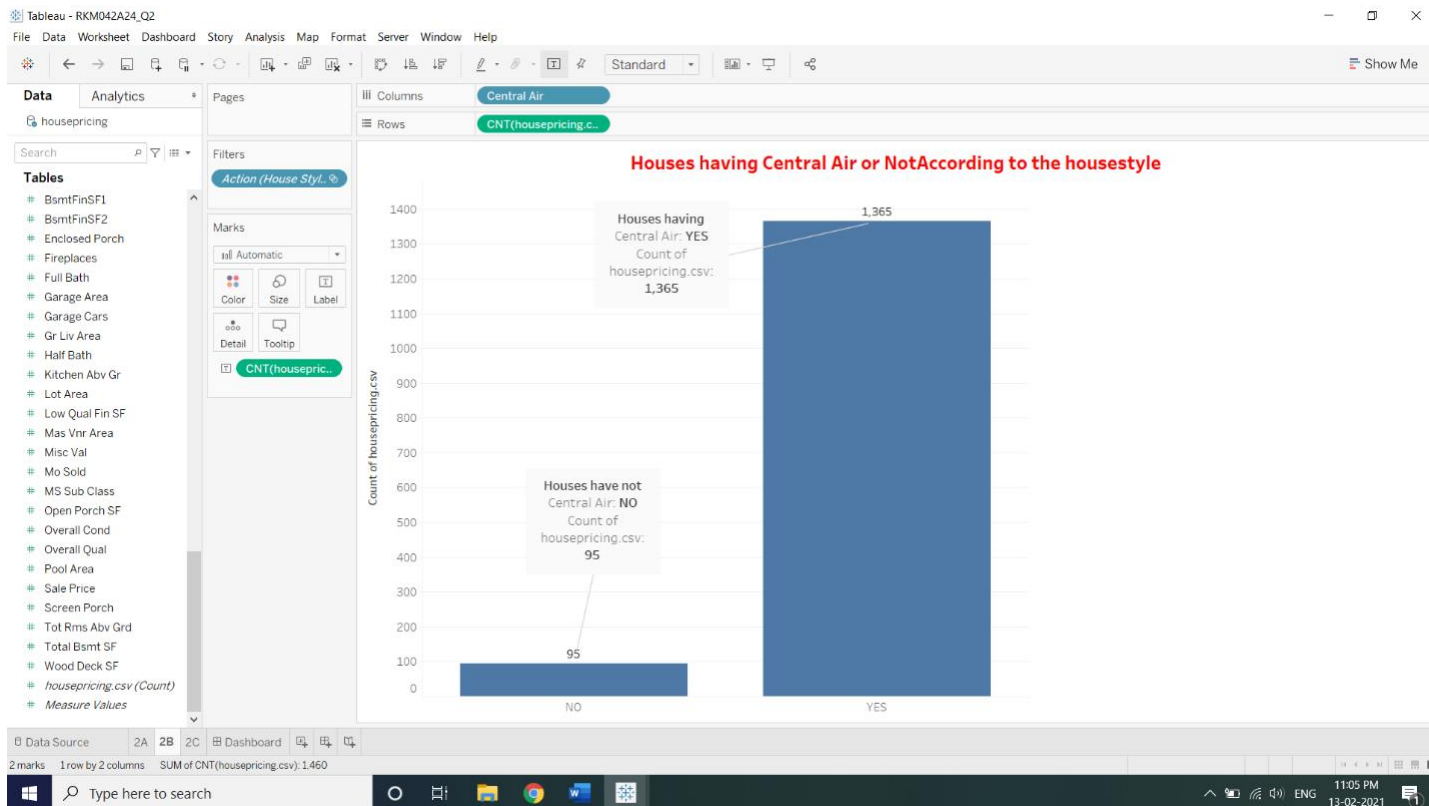 Tableau - RKM042A24_Q2
File Data Worksheet Dashboard Story Analysis Map Format Server Window Help
Standard
Show Me
Data Analytics
Pages
Columns Central Air
housepricing
Rows CNT(housepricing.c..
Search
Filters
Action (House Styl..
Tables
# BsmtFinSF1
# BsmtFinSF2
# Enclosed Porch
# Fireplaces
# Full Bath
# Garage Area
# Garage Cars
# Gr Liv Area
# Half Bath
# Kitchen Abv Gr
# Lot Area
# Low Qual Fin SF
# Mas Vnr Area
# Misc Val
# Mo Sold
# MS Sub Class
# Open Porch SF
# Overall Cond
# Overall Qual
# Pool Area
# Sale Price
# Screen Porch
# Tot Rms Abv Grd
# Total Bsmt SF
# Wood Deck SF
# housepricing.csv (Count)
# Measure Values
Marks
Automatic
Color Size Label
Detail Tooltip
CNT(housepric..
Houses having Central Air or NotAccording to the housestyle
Count of housepricing.csv
1400
1300
1200
1100
1000
900
800
700
600
500
400
300
200
100
0
Houses having
Central Air: YES
Count of
housepricing.csv:
1,365
1,365
Houses have not
Central Air: NO
Count of
housepricing.csv:
95
95
NO YES
Data Source 2A 2B 2C Dashboard
2 marks 1 row by 2 columns SUM of CNT(housepricing.csv): 1,460
Type here to search
ENG
11:05 PM
13-02-2021